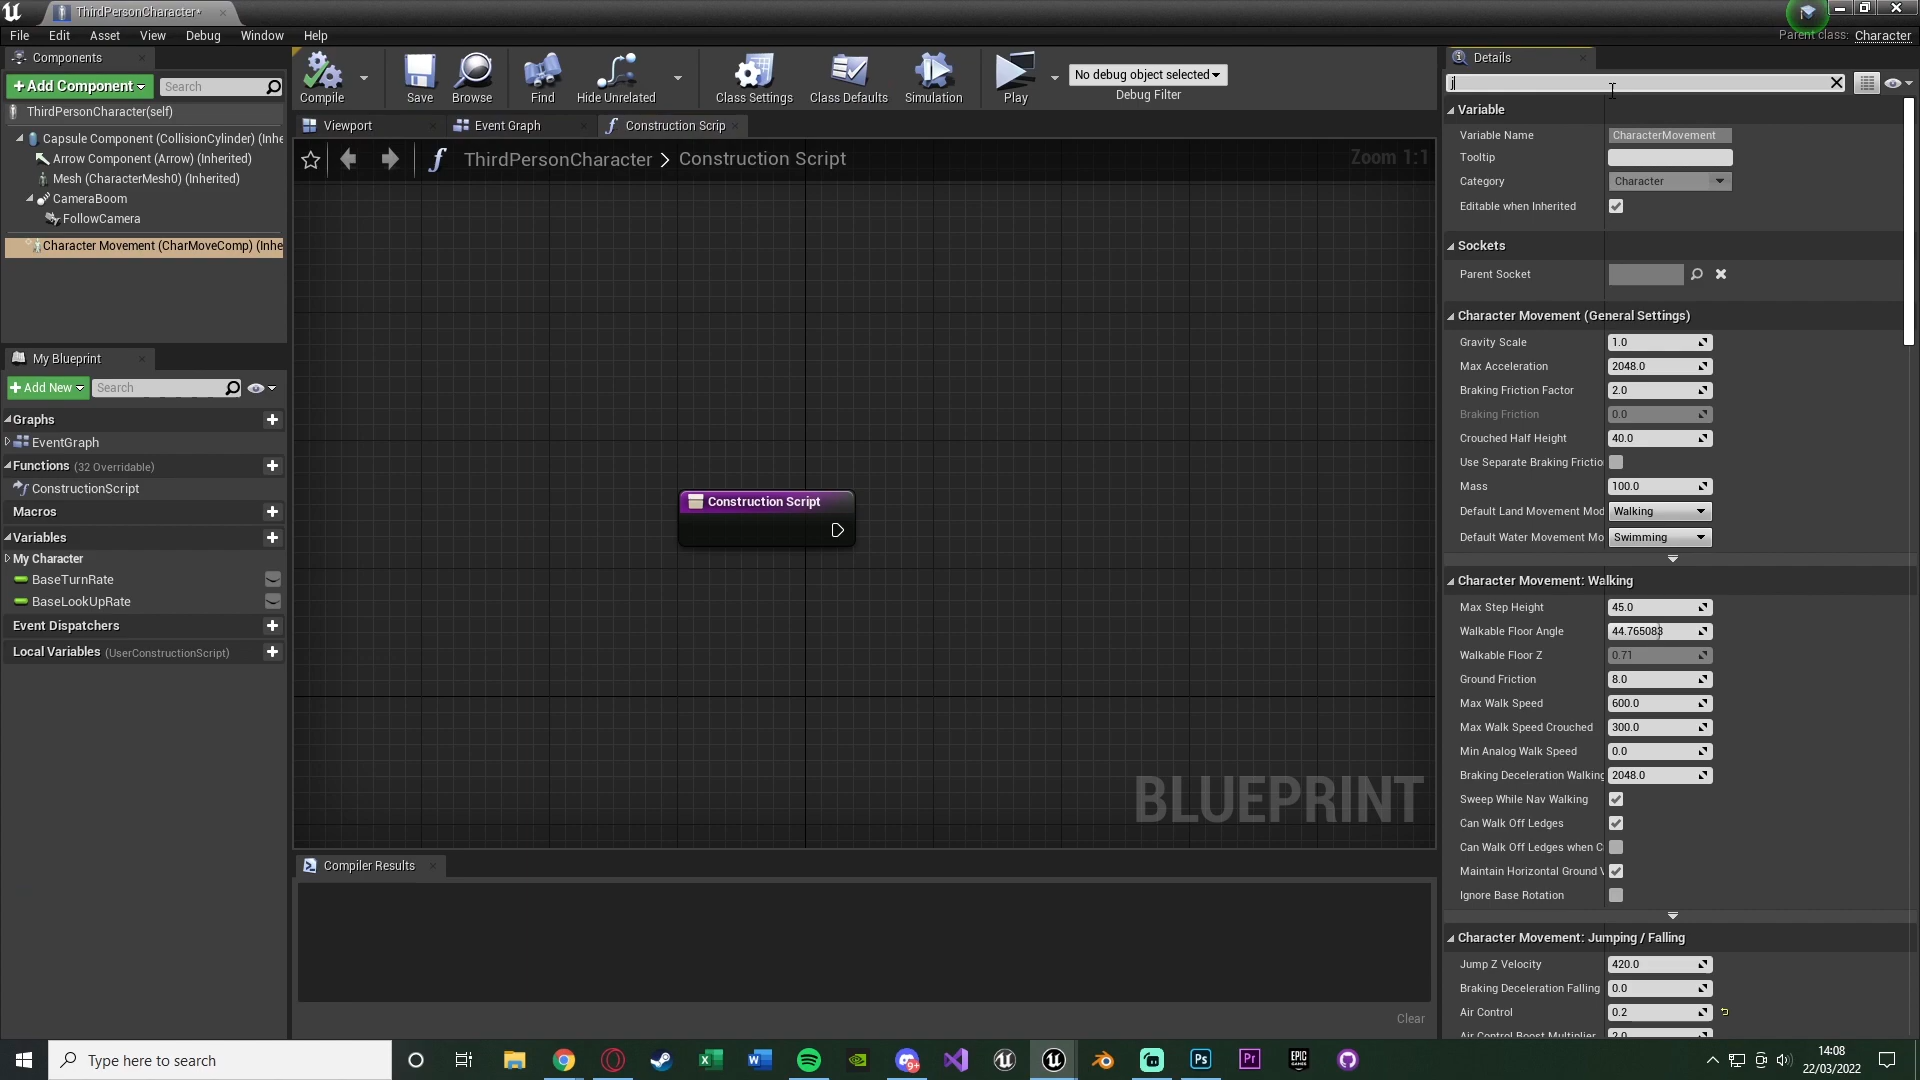 ThirdPersonCharacter*
File Edit Asset View Debug Window Help
Parent class: Character
Components
+Add Component
Search
ThirdPersonCharacter(self)
Capsule Component (CollisionCylinder) (Inhe
Arrow Component (Arrow) (Inherited)
Mesh (CharacterMesh0) (Inherited)
CameraBoom
FollowCamera
Character Movement (CharMoveComp) (Inhe
My Blueprint
+Add New
Search
Graphs
EventGraph
Functions (32 Overridable)
ConstructionScript
Macros
Variables
My Character
BaseTurnRate
BaseLookUpRate
Event Dispatchers
Local Variables (UserConstructionScript)
Compile
Save
Browse
Find
Hide Unrelated
Class Settings
Class Defaults
Simulation
Play
No debug object selected
Debug Filter
Viewport
Event Graph
Construction Scrip
ThirdPersonCharacter > Construction Script
Zoom 1:1
Construction Script
BLUEPRINT
Compiler Results
Clear
Details
j
Variable
Variable Name CharacterMovement
Tooltip
Category Character
Editable when Inherited
Sockets
Parent Socket
Character Movement (General Settings)
Gravity Scale 1.0
Max Acceleration 2048.0
Braking Friction Factor 2.0
Braking Friction 0.0
Crouched Half Height 40.0
Use Separate Braking Frictio
Mass 100.0
Default Land Movement Mod Walking
Default Water Movement Mo Swimming
Character Movement: Walking
Max Step Height 45.0
Walkable Floor Angle 44.765083
Walkable Floor Z 0.71
Ground Friction 8.0
Max Walk Speed 600.0
Max Walk Speed Crouched 300.0
Min Analog Walk Speed 0.0
Braking Deceleration Walking 2048.0
Sweep While Nav Walking
Can Walk Off Ledges
Can Walk Off Ledges when C
Maintain Horizontal Ground V
Ignore Base Rotation
Character Movement: Jumping / Falling
Jump Z Velocity 420.0
Braking Deceleration Falling 0.0
Air Control 0.2
Air Control Boost Multiplier 2.0
Type here to search
14:08
22/03/2022